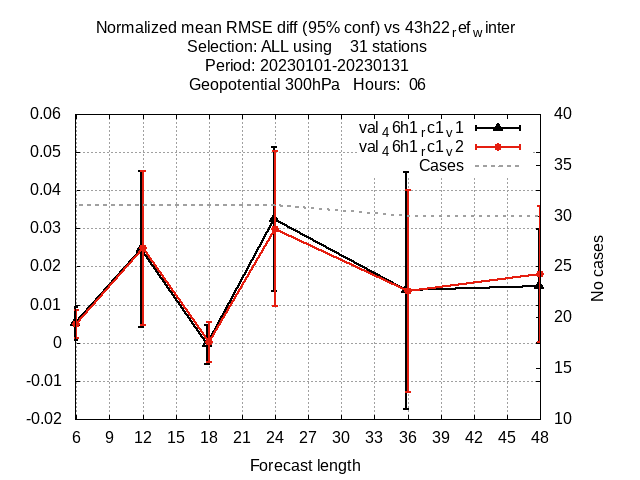 Normalized mean RMSE diff (95% conf) vs 43h22refwinter
Selection: ALL using 31 stations
Period: 20230101-20230131
Geopotential 300hPa Hours: 06
val46h1rc1v1
val46h1rc1v2
Cases
0.06
0.05
0.04
0.03
0.02
0.01
0
-0.01
-0.02
40
35
30
25
20
15
10
No cases
6 9 12 15 18 21 24 27 30 33 36 39 42 45 48
Forecast length